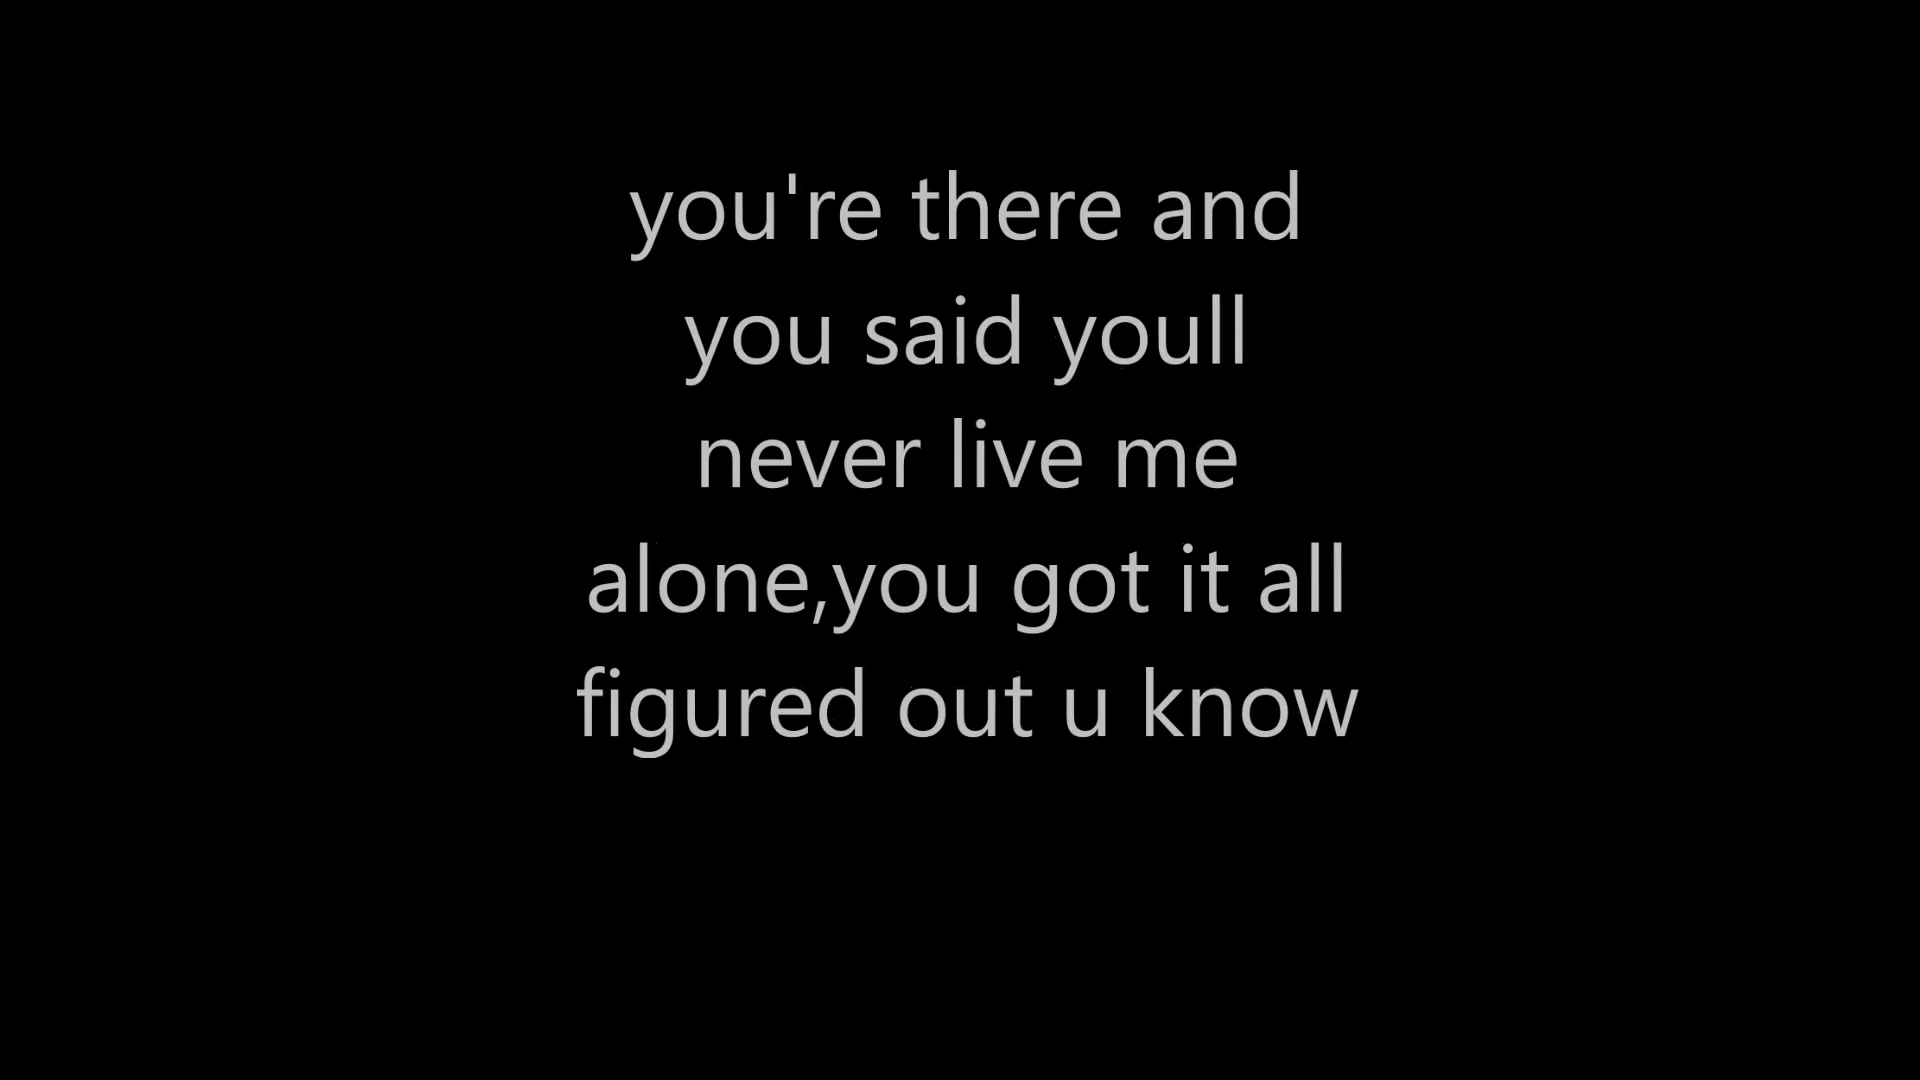 you're there and
you said youll
never live me
alone,you got it all
figured out u know